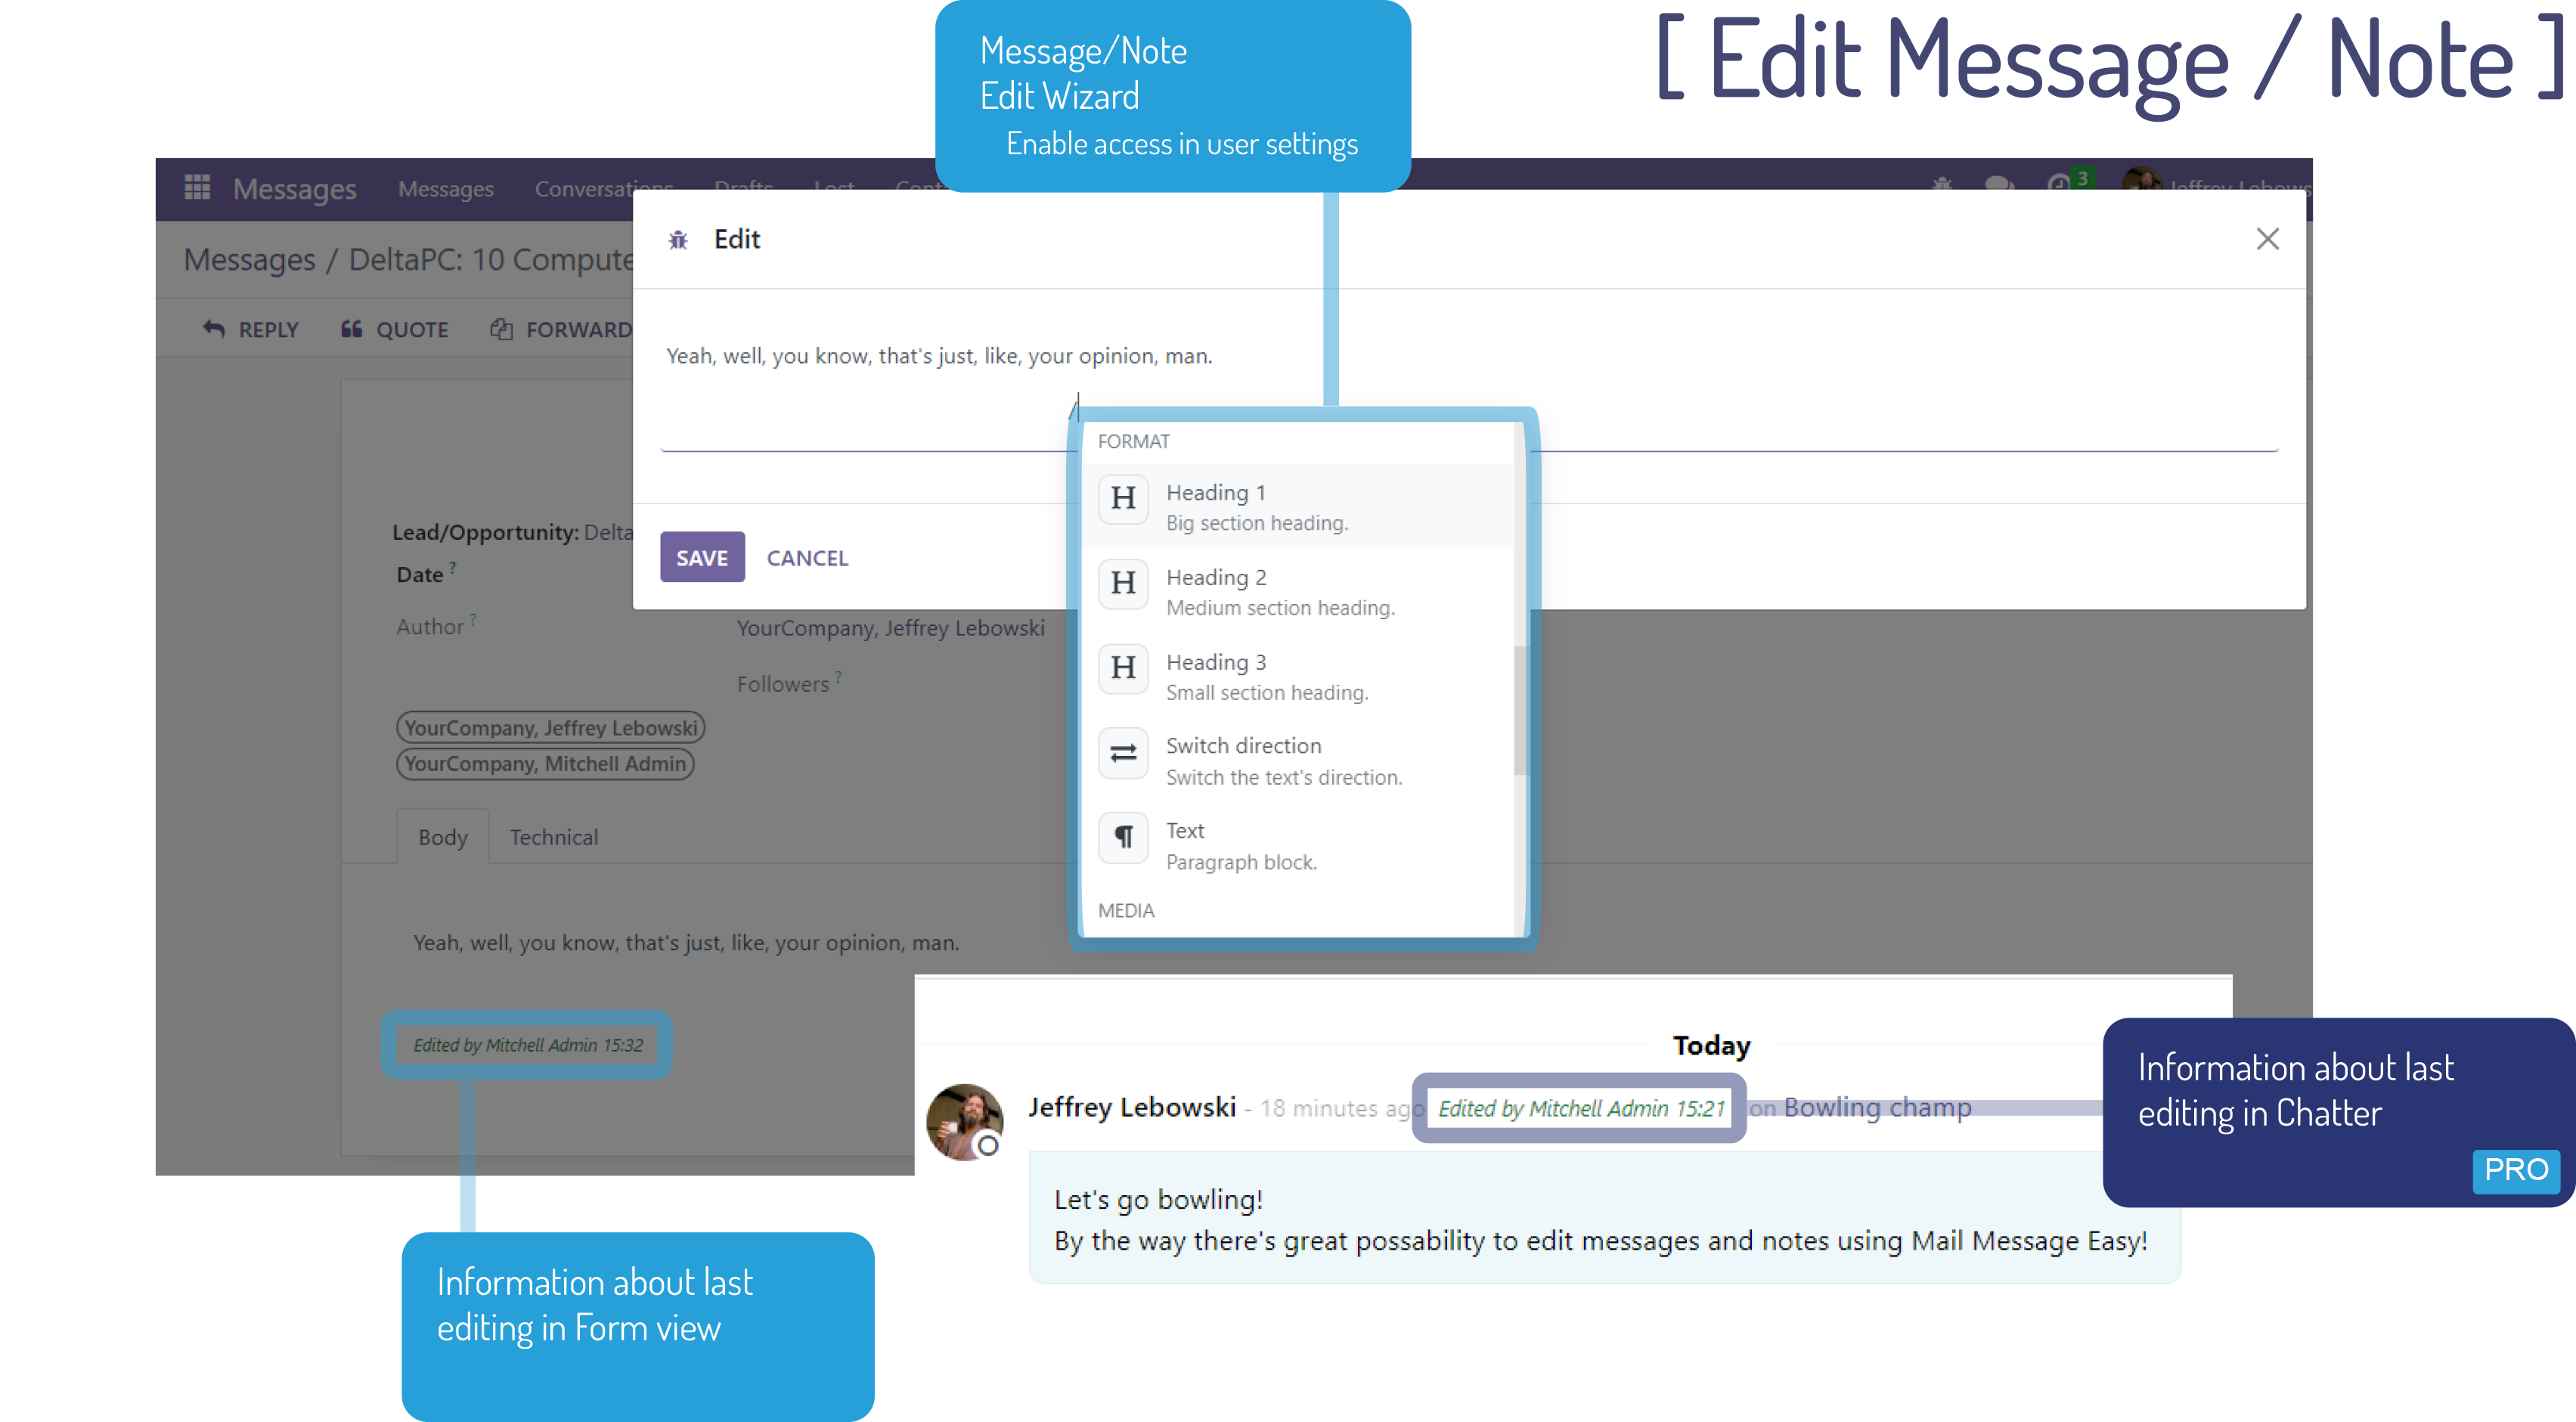 [ Edit Message / Note ]
Message/Note
Edit Wizard
Enable access in user settings
Messages Messages Conversations Drafts Lost 3 Jeffrey Lebows
Messages / DeltaPC: 10 Compute
Edit
REPLY QUOTE FORWARD
Yeah, well, you know, that's just, like, your opinion, man.
/
FORMAT
Heading 1
Big section heading.
Heading 2
Medium section heading.
Heading 3
Small section heading.
Switch direction
Switch the text's direction.
Text
Paragraph block.
MEDIA
SAVE CANCEL
Lead/Opportunity: Delta
Date ?
Author ? YourCompany, Jeffrey Lebowski
Followers ?
YourCompany, Jeffrey Lebowski
YourCompany, Mitchell Admin
Body Technical
Yeah, well, you know, that's just, like, your opinion, man.
Edited by Mitchell Admin 15:32
Today
Jeffrey Lebowski - 18 minutes ago Edited by Mitchell Admin 15:21 on Bowling champ
Let's go bowling!
By the way there's great possability to edit messages and notes using Mail Message Easy!
Information about last
editing in Chatter
PRO
Information about last
editing in Form view